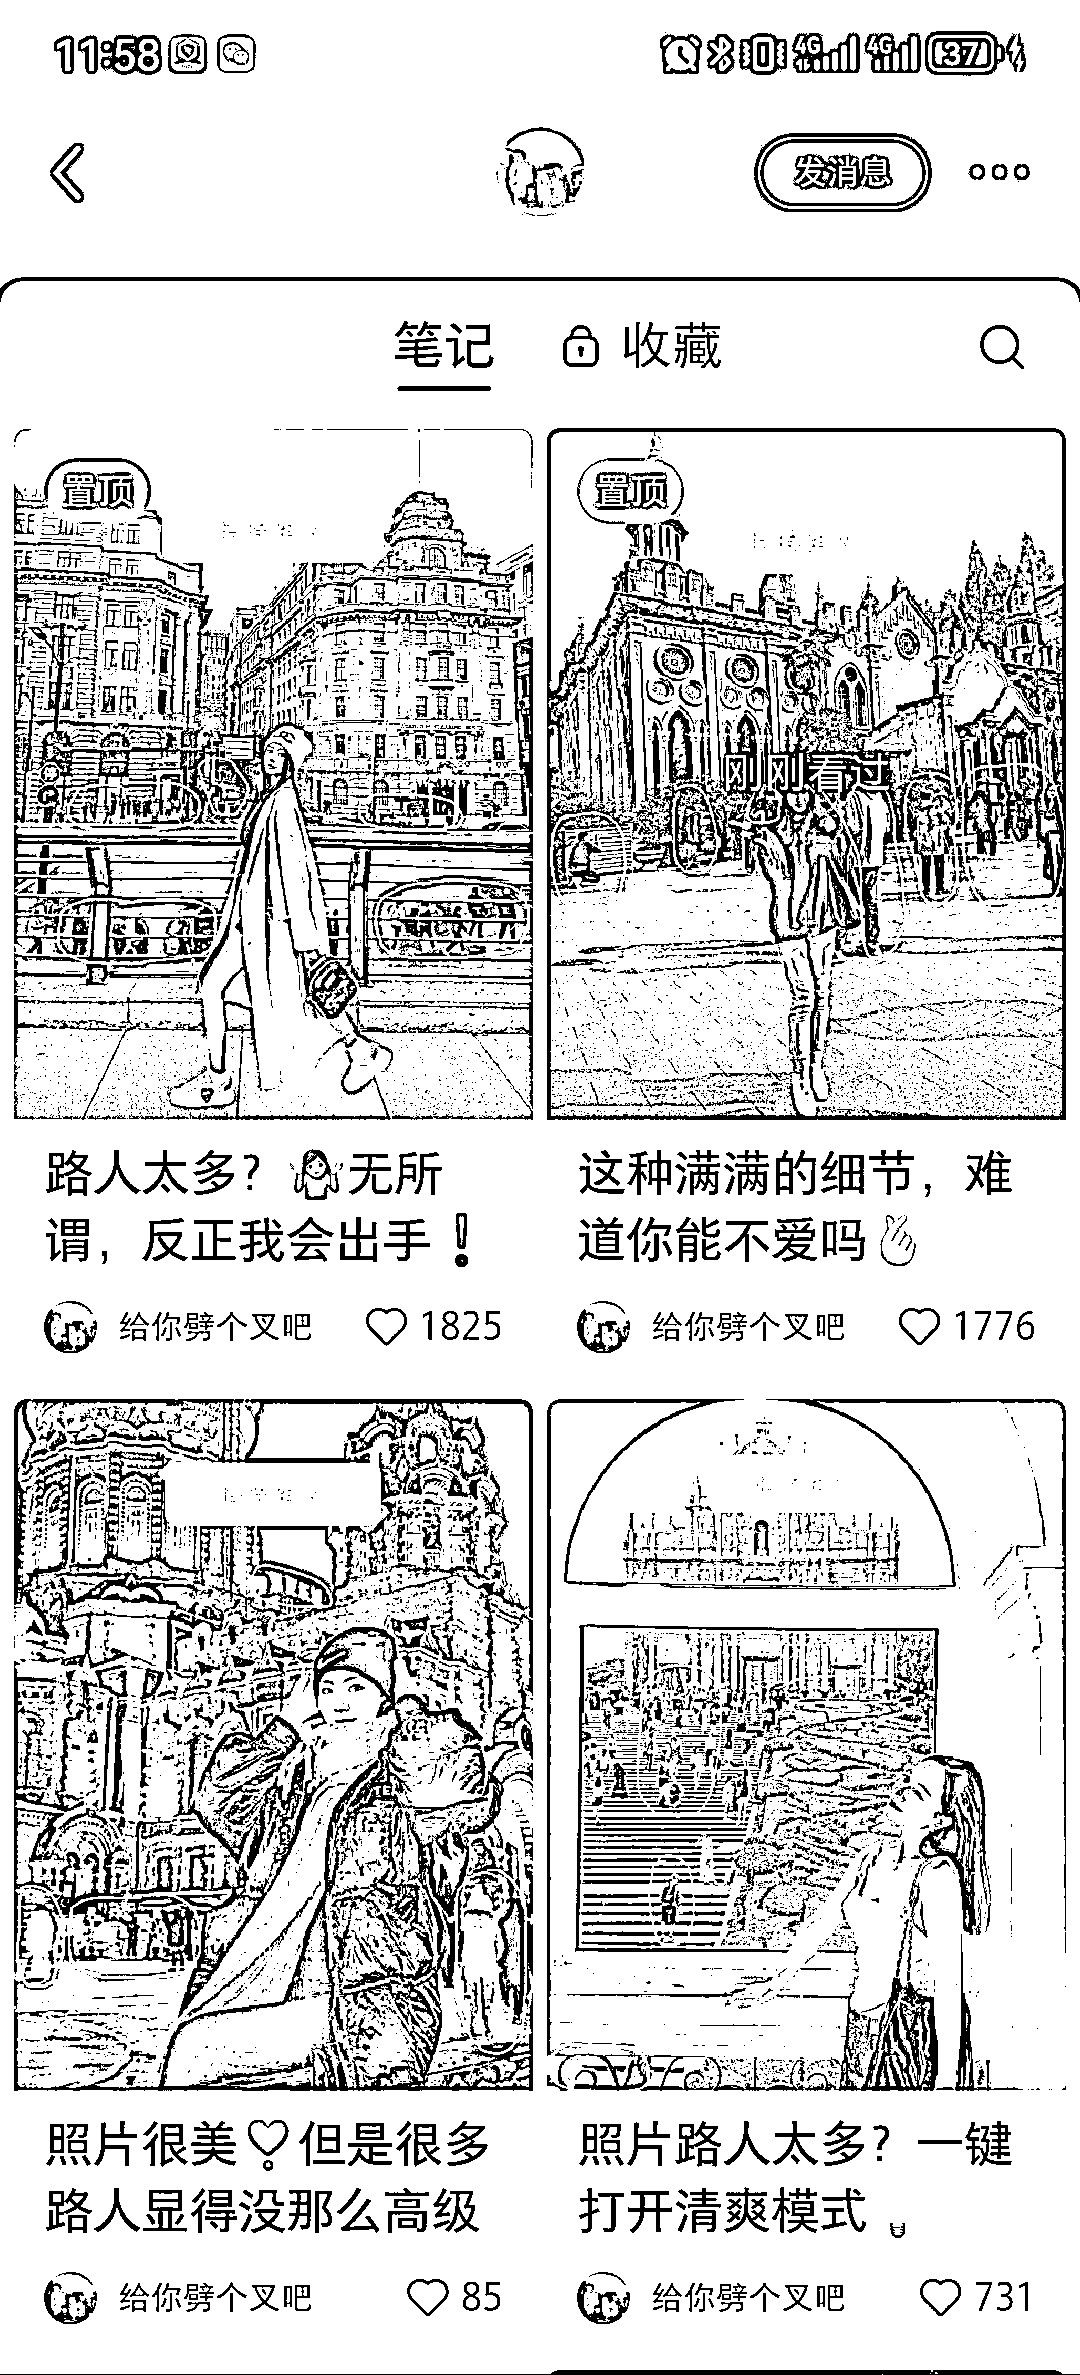 11:58
4G 4G 37
发消息
笔记 收藏
置顶
置顶
刚刚看过
路人太多？无所
谓，反正我会出手
这种满满的细节，难
道你能不爱吗
给你劈个叉吧 1825
给你劈个叉吧 1776
照片很美但是很多
路人显得没那么高级
照片路人太多？一键
打开清爽模式
给你劈个叉吧 85
给你劈个叉吧 731